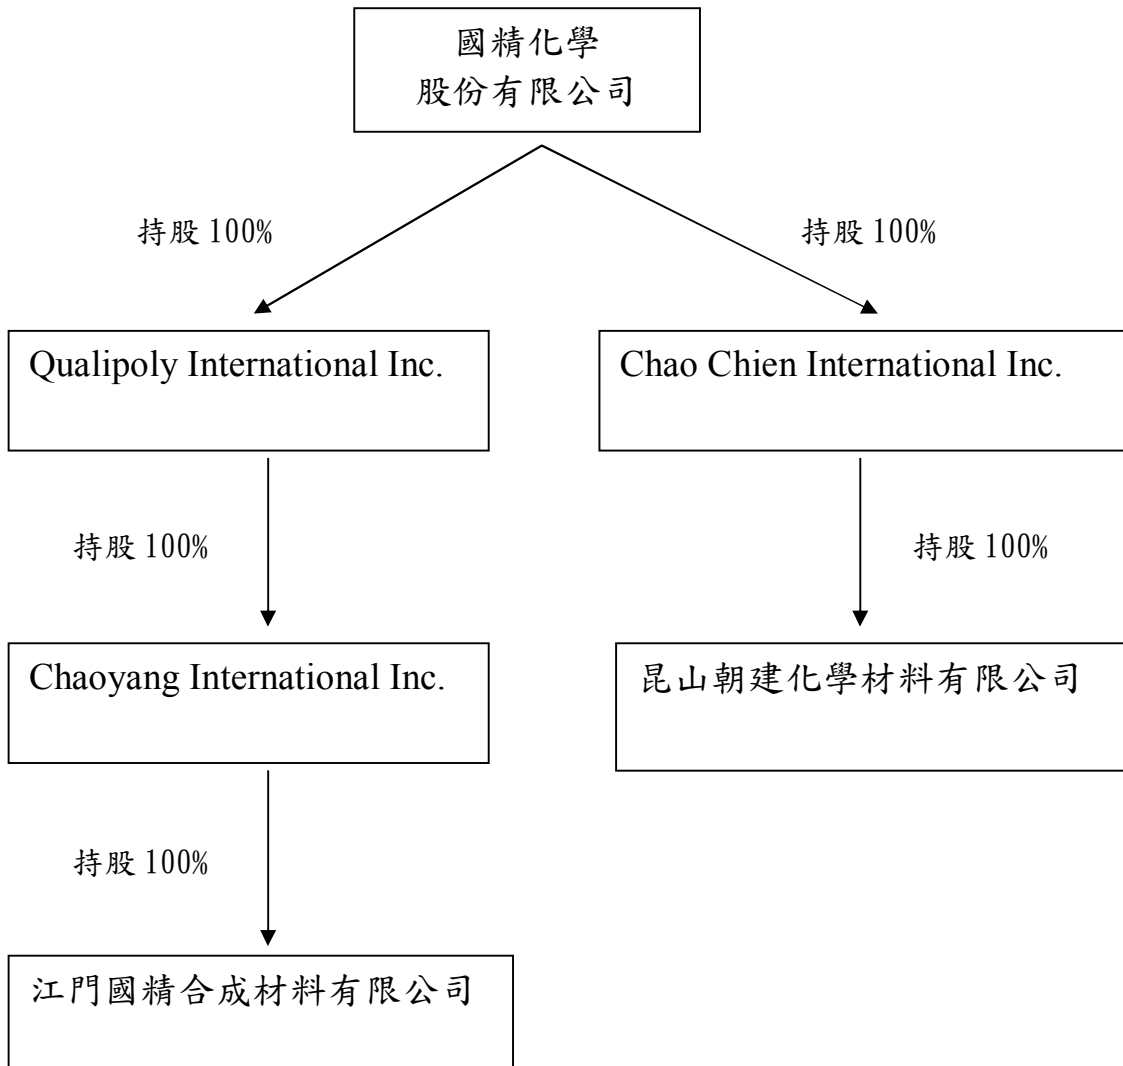 國精化學
股份有限公司
持股 100%
持股 100%
Qualipoly International Inc.
Chao Chien International Inc.
持股 100%
持股 100%
Chaoyang International Inc.
昆山朝建化學材料有限公司
持股 100%
江門國精合成材料有限公司